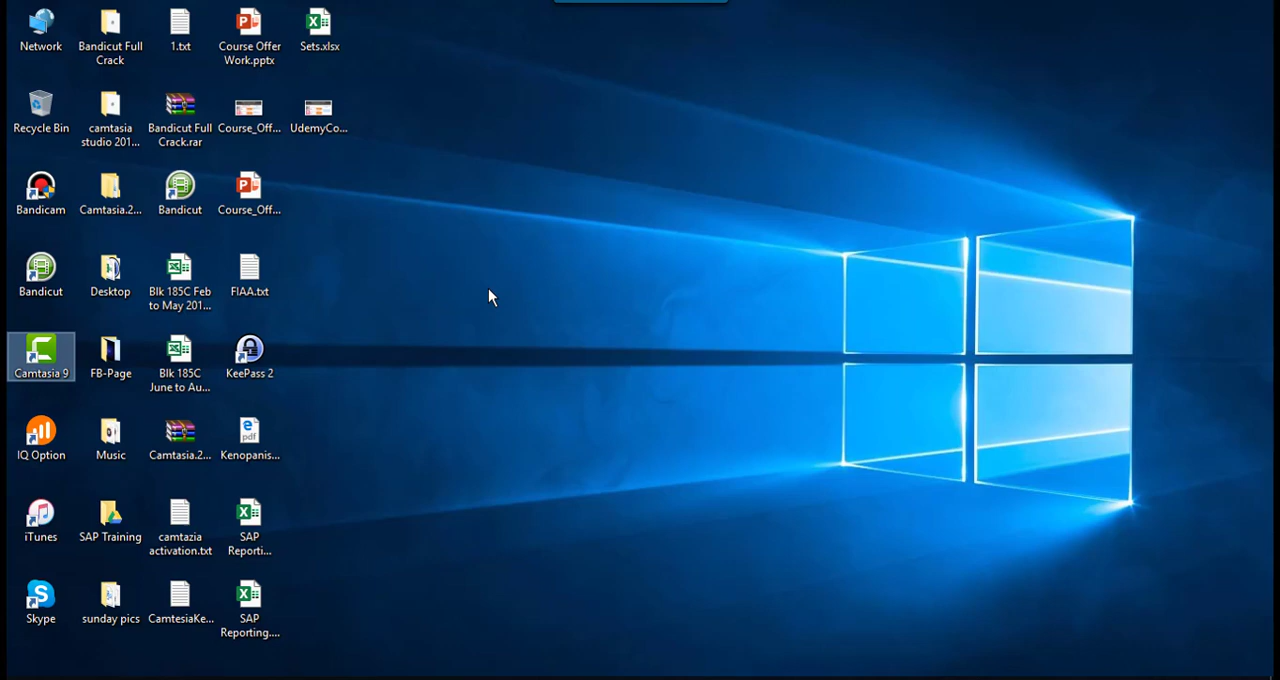 Network
Bandicut Full
Crack
1.txt
Course Offer
Work.pptx
Sets.xlsx
Recycle Bin
camtasia
studio 201...
Bandicut Full
Crack.rar
Course_Off...
UdemyCo...
Bandicam
Camtasia.2...
Bandicut
Course_Off...
Bandicut
Desktop
Blk 185C Feb
to May 201...
FIAA.txt
Camtasia 9
FB-Page
Blk 185C
June to Au...
KeePass 2
IQ Option
Music
Camtasia.2...
pdf
Kenopanis...
iTunes
SAP Training
camtazia
activation.txt
SAP
Reporti...
Skype
sunday pics
CamtesiaKe...
SAP
Reporting....